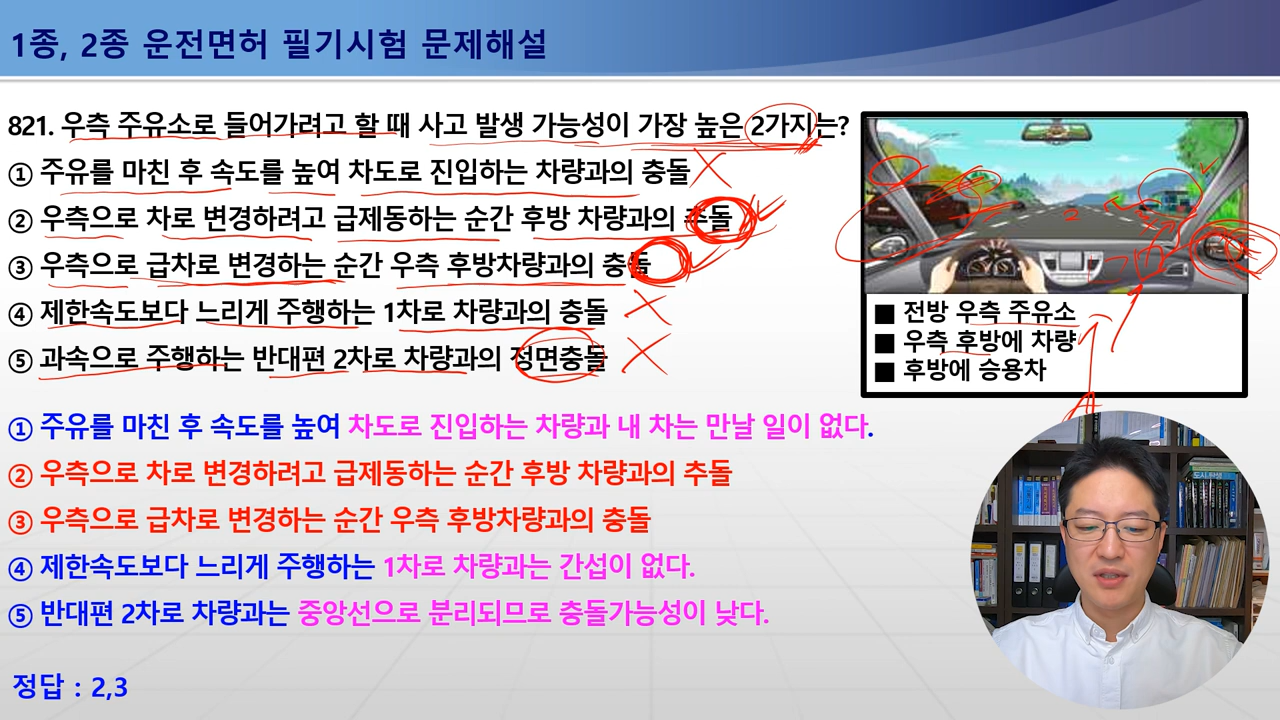 1종, 2종 운전면허 필기시험 문제해설
821. 우측 주유소로 들어가려고 할 때 사고 발생 가능성이 가장 높은 2가지는?
① 주유를 마친 후 속도를 높여 차도로 진입하는 차량과의 충돌
② 우측으로 차로 변경하려고 급제동하는 순간 후방 차량과의 추돌
③ 우측으로 급차로 변경하는 순간 우측 후방차량과의 충돌
④ 제한속도보다 느리게 주행하는 1차로 차량과의 충돌
⑤ 과속으로 주행하는 반대편 2차로 차량과의 정면충돌
■ 전방 우측 주유소
■ 우측 후방에 차량
■ 후방에 승용차
① 주유를 마친 후 속도를 높여 차도로 진입하는 차량과 내 차는 만날 일이 없다.
② 우측으로 차로 변경하려고 급제동하는 순간 후방 차량과의 추돌
③ 우측으로 급차로 변경하는 순간 우측 후방차량과의 충돌
④ 제한속도보다 느리게 주행하는 1차로 차량과는 간섭이 없다.
⑤ 반대편 2차로 차량과는 중앙선으로 분리되므로 충돌가능성이 낮다.
정답 : 2,3